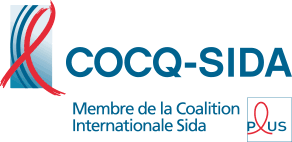 COCQ-SIDA
Membre de la Coalition
Internationale Sida
PLUS